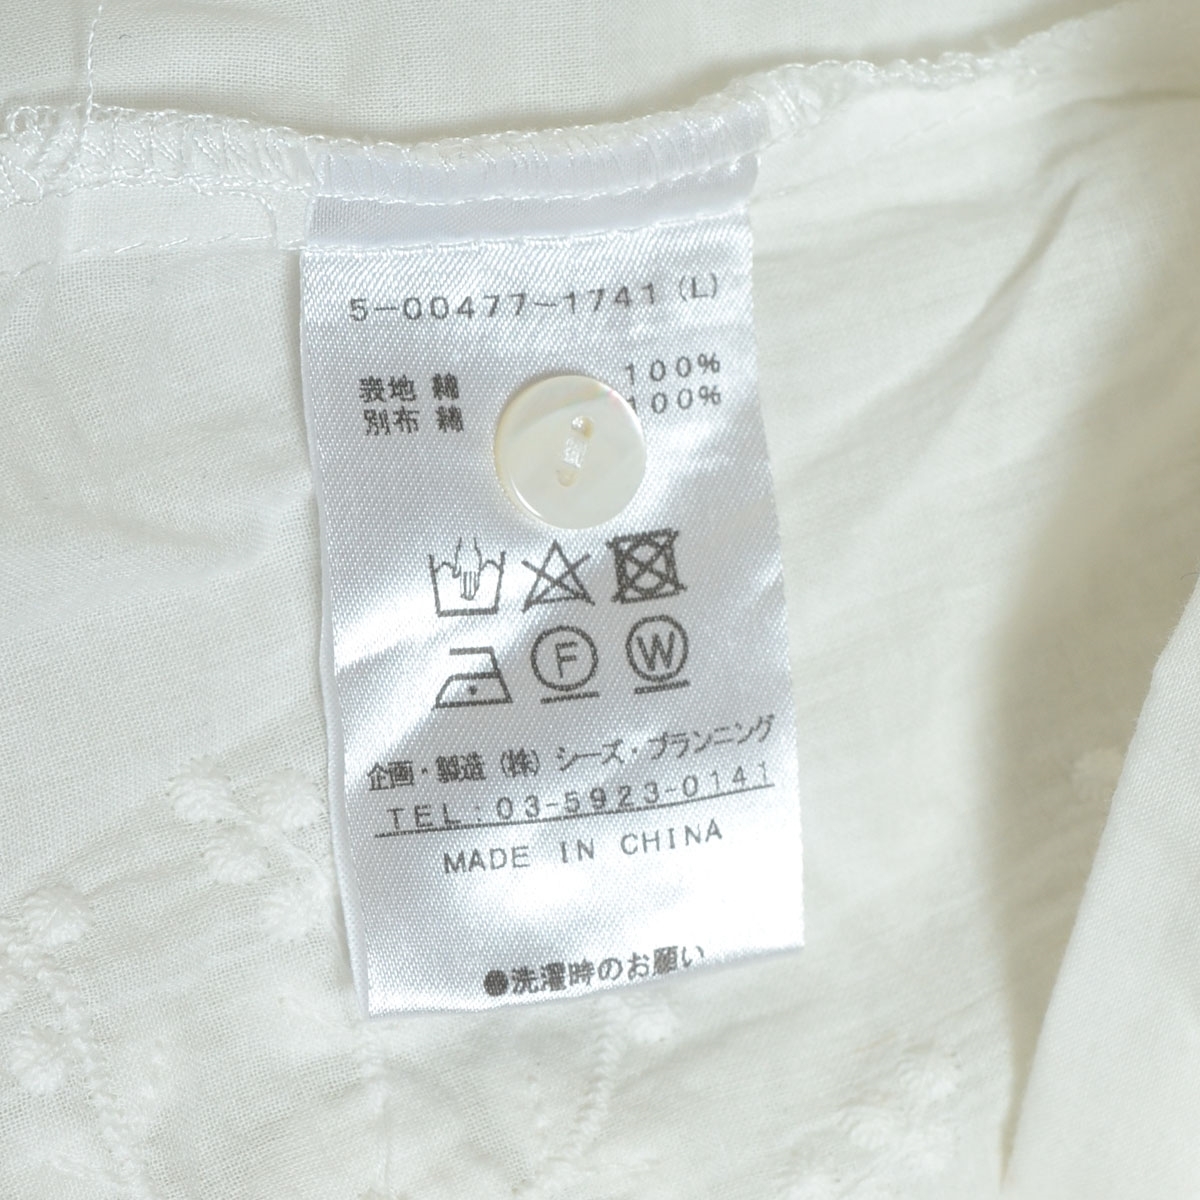 5-00477-1741(L)
表地 綿 100%
別布 綿 100%
F W
企画・製造(株)シーズ・プランニング
TEL:03-5923-0141
MADE IN CHINA
●洗濯時のお願い